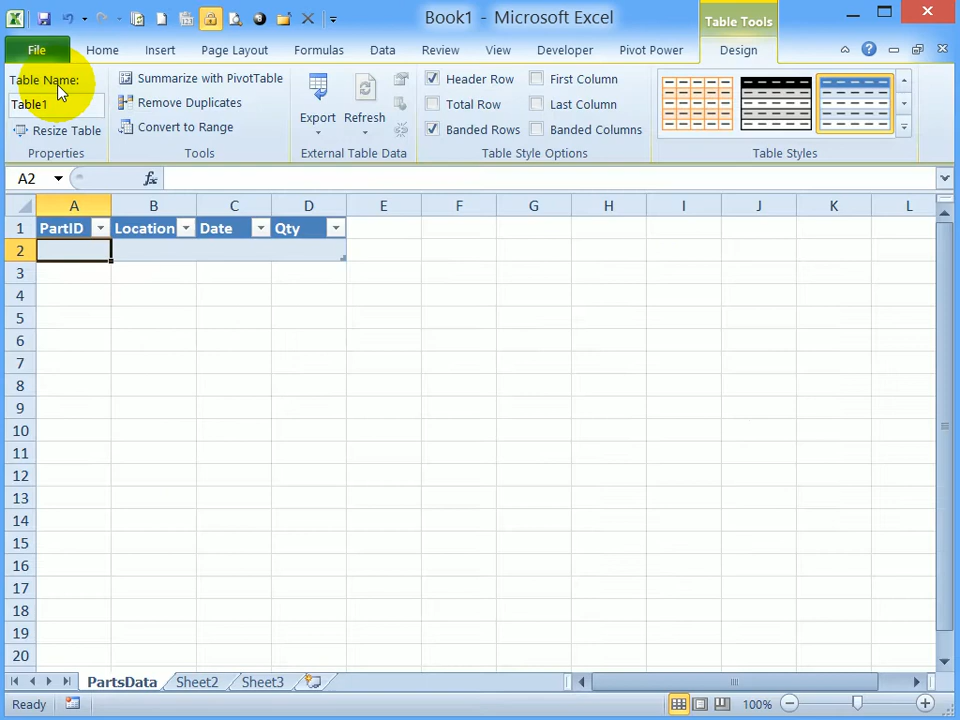 Book1 - Microsoft Excel
Table Tools
File Home Insert Page Layout Formulas Data Review View Developer Pivot Power Design
Table Name:
Table1
Resize Table
Properties
Summarize with PivotTable
Remove Duplicates
Convert to Range
Tools
Export
Refresh
External Table Data
Header Row
First Column
Total Row
Last Column
Banded Rows
Banded Columns
Table Style Options
Table Styles
A2
fx
A B C D E F G H I J K L
1 PartID Location Date Qty
2
3
4
5
6
7
8
9
10
11
12
13
14
15
16
17
18
19
20
PartsData Sheet2 Sheet3
Ready
100%